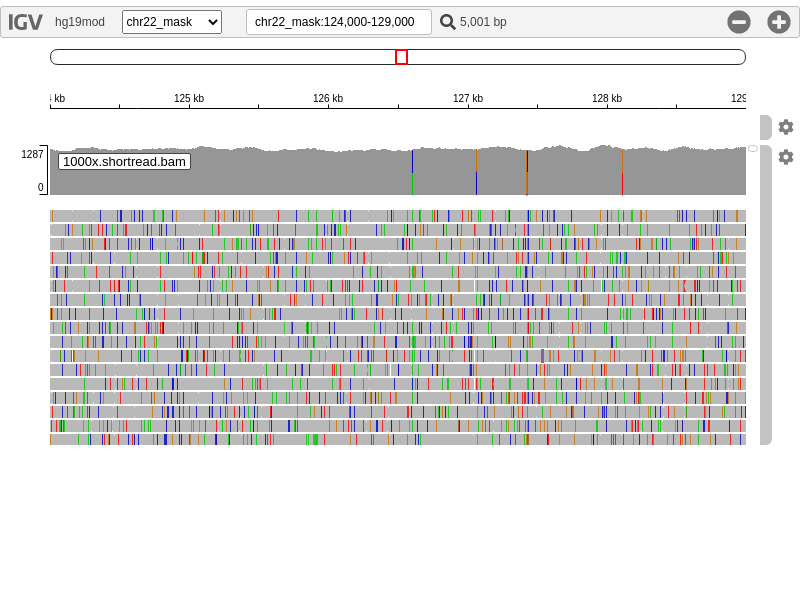 IGV hg19mod chr22_mask chr22_mask:124,000-129,000 5,001 bp
kb 125 kb 126 kb 127 kb 128 kb 129
1287
1000x.shortread.bam
0